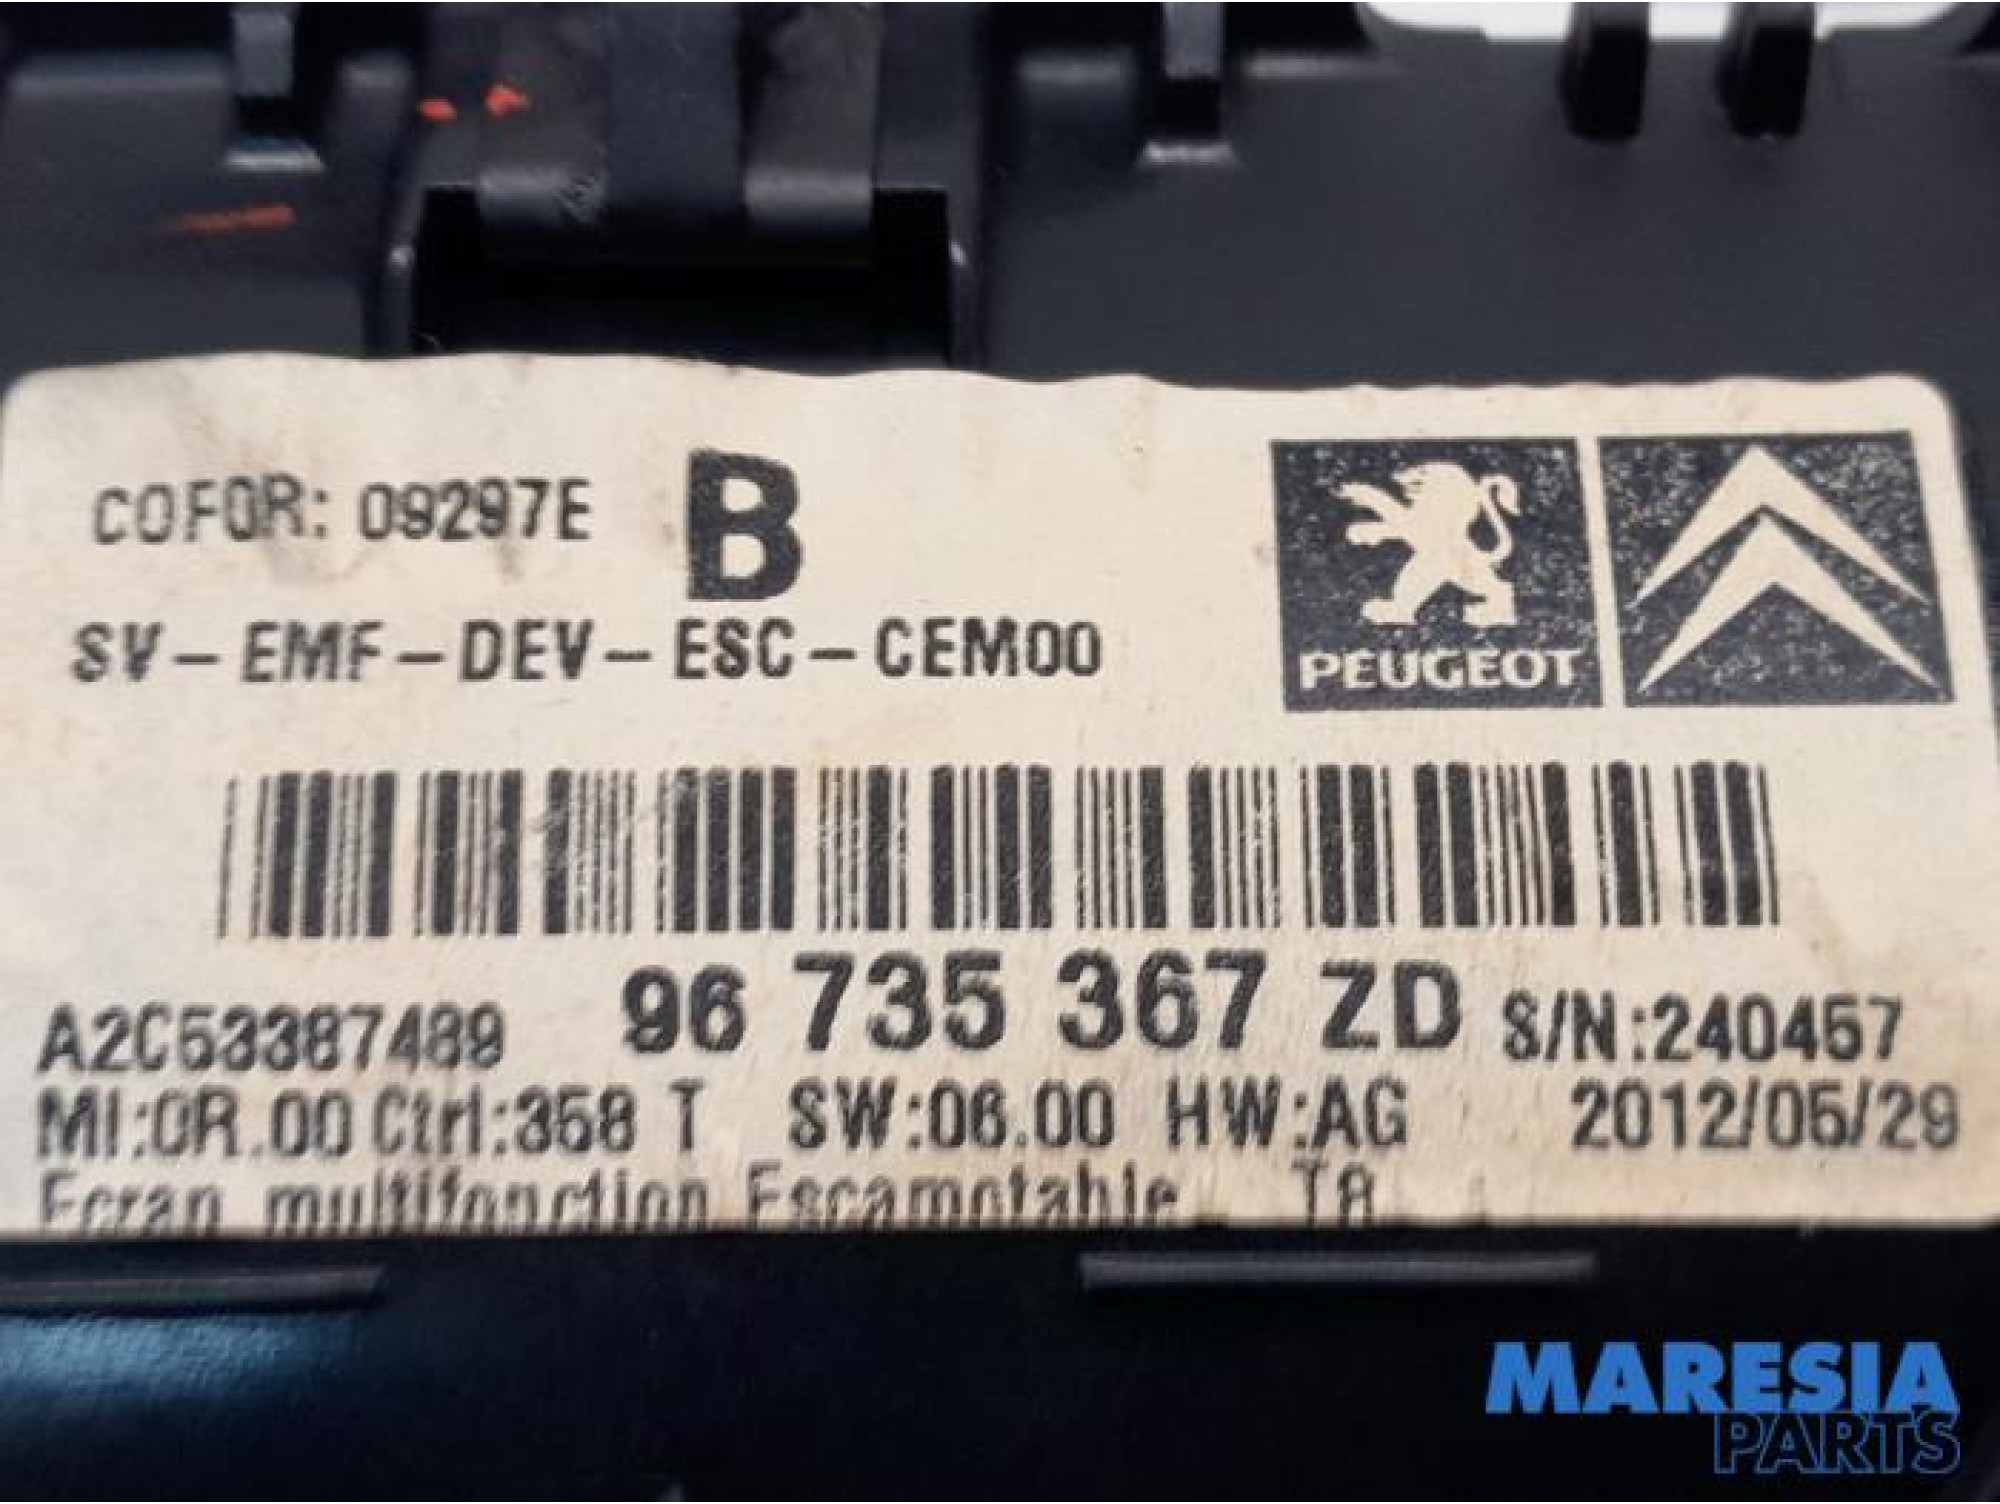 COFOR: 09297E B
SV-EMF-DEV-ESC-CEM00
PEUGEOT
96 735 367 ZD
A2C53387489
S/N:240457
MI:0R.00 Ctrl:358 T SW:06.00 HW:AG 2012/05/29
Ecran multifonction Escamotable
MARESIA
PARTS